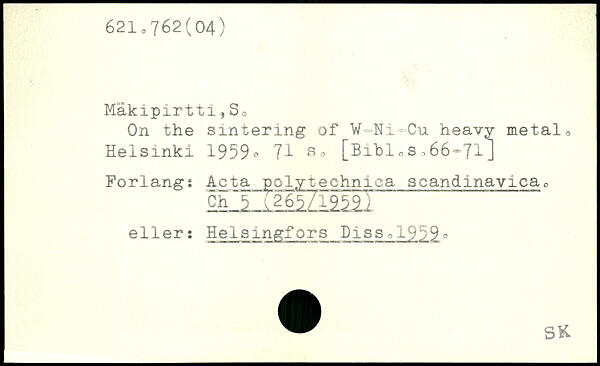 621.762(04)
Mäkipirtti,S.
On the sintering of W-Ni-Cu heavy metal.
Helsinki 1959. 71 s. [Bibl.s.66-71]
Forlang: Acta polytechnica scandinavica.
Ch 5 (265/1959)
eller: Helsingfors Diss.1959.
SK